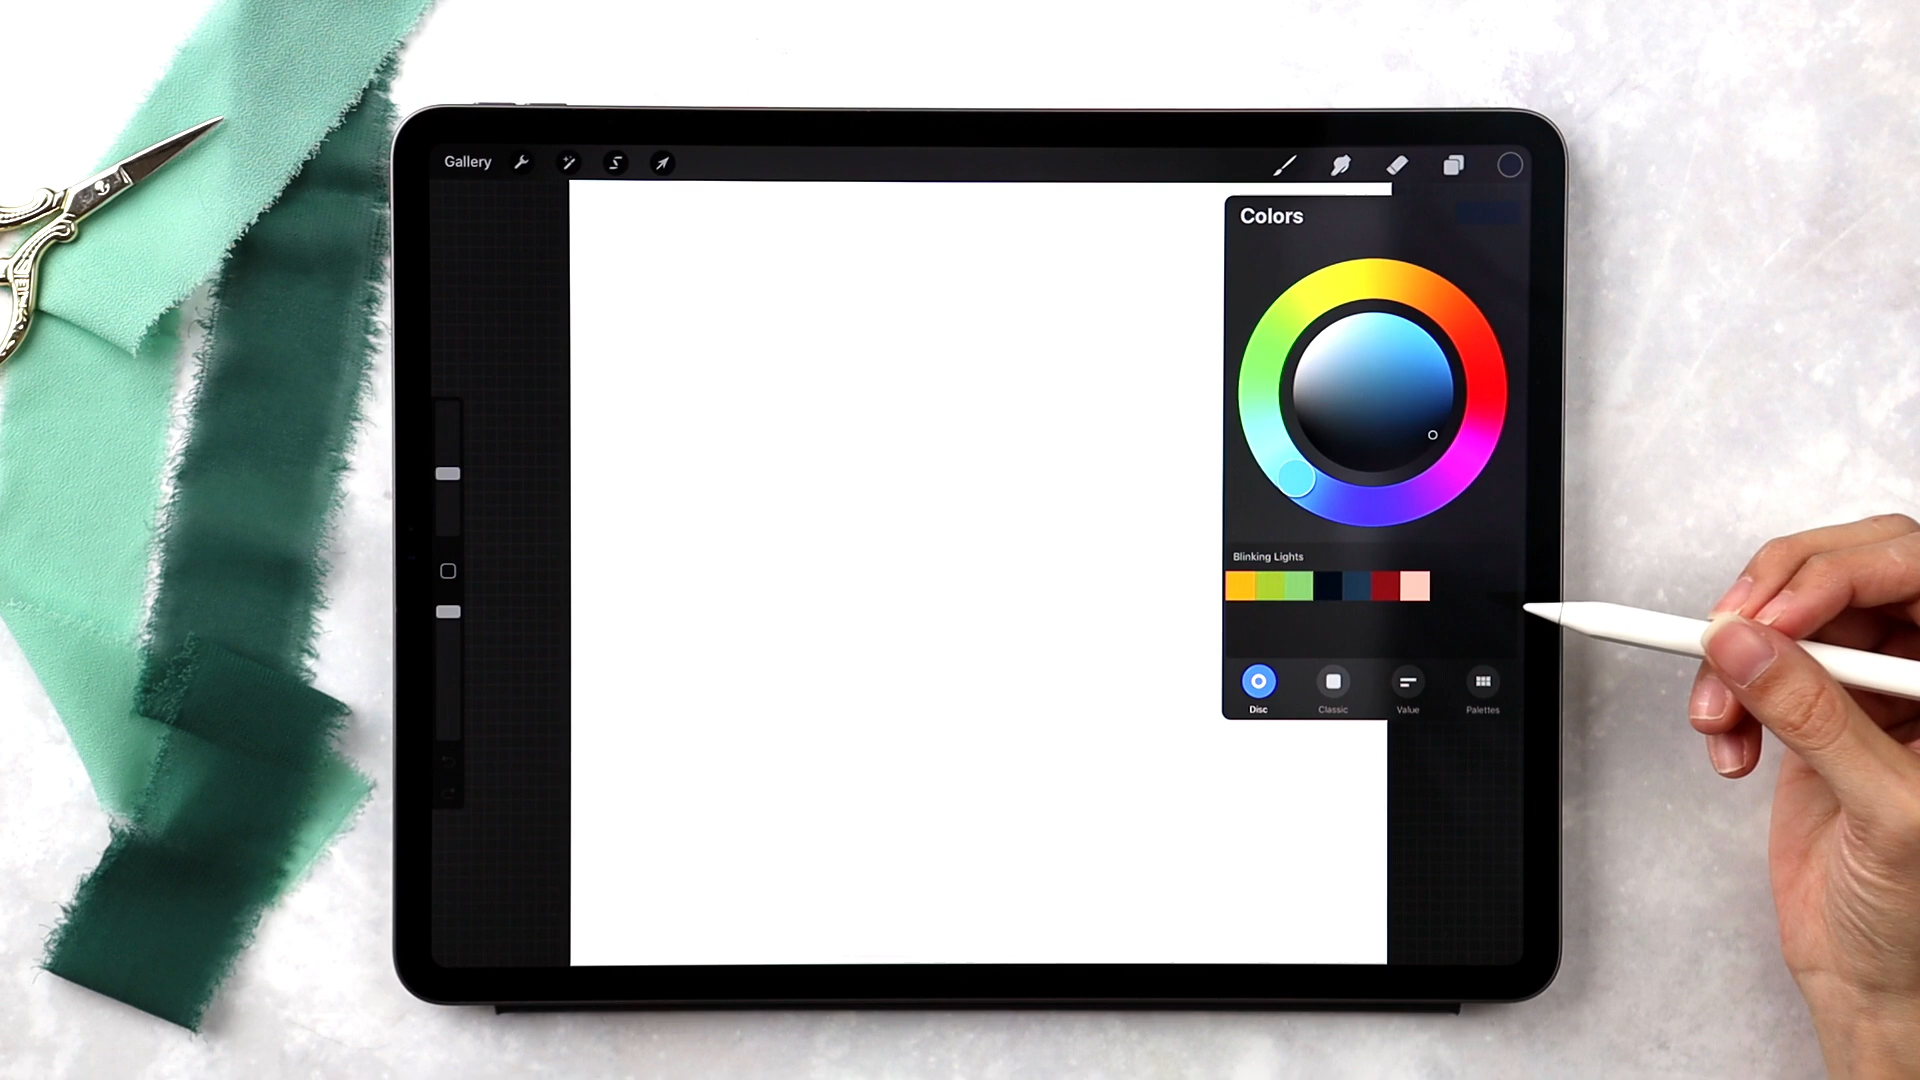 Gallery
Colors
Blinking Lights
Disc
Classic
Value
Palettes